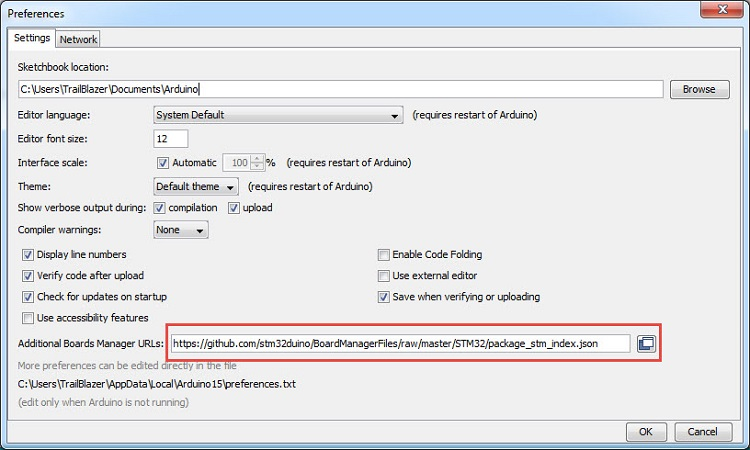 Preferences
Settings Network
Sketchbook location:
C:\Users\TrailBlazer\Documents\Arduino Browse
Editor language: System Default (requires restart of Arduino)
Editor font size: 12
Interface scale: Automatic 100 % (requires restart of Arduino)
Theme: Default theme (requires restart of Arduino)
Show verbose output during: compilation upload
Compiler warnings: None
Display line numbers Enable Code Folding
Verify code after upload Use external editor
Check for updates on startup Save when verifying or uploading
Use accessibility features
Additional Boards Manager URLs: https://github.com/stm32duino/BoardManagerFiles/raw/master/STM32/package_stm_index.json
More preferences can be edited directly in the file
C:\Users\TrailBlazer\AppData\Local\Arduino15\preferences.txt
(edit only when Arduino is not running)
OK Cancel